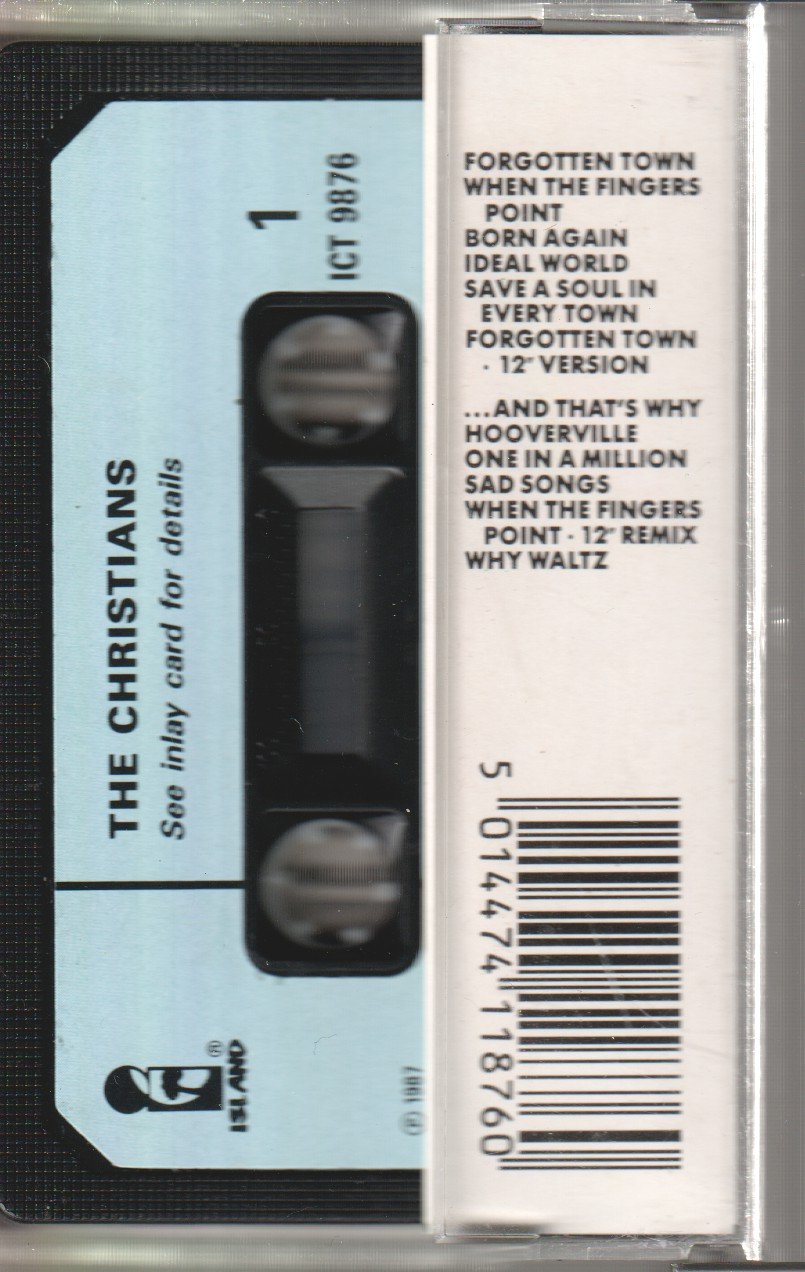 THE CHRISTIANS
See inlay card for details
1
ICT 9876
® ISLAND
℗ 1987
FORGOTTEN TOWN
WHEN THE FINGERS
POINT
BORN AGAIN
IDEAL WORLD
SAVE A SOUL IN
EVERY TOWN
FORGOTTEN TOWN
· 12" VERSION
...AND THAT'S WHY
HOOVERVILLE
ONE IN A MILLION
SAD SONGS
WHEN THE FINGERS
POINT · 12" REMIX
WHY WALTZ
5 014474 118760